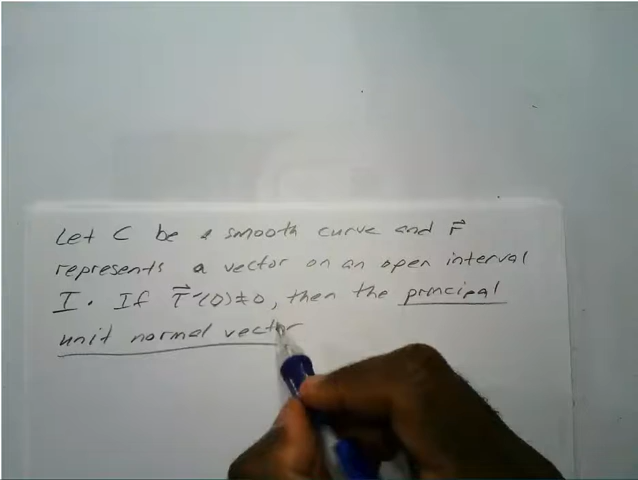 Let C be a smooth curve and r⃗
represents a vector on an open interval
I. If T⃗'(0)≠0, then the principal
unit normal vector